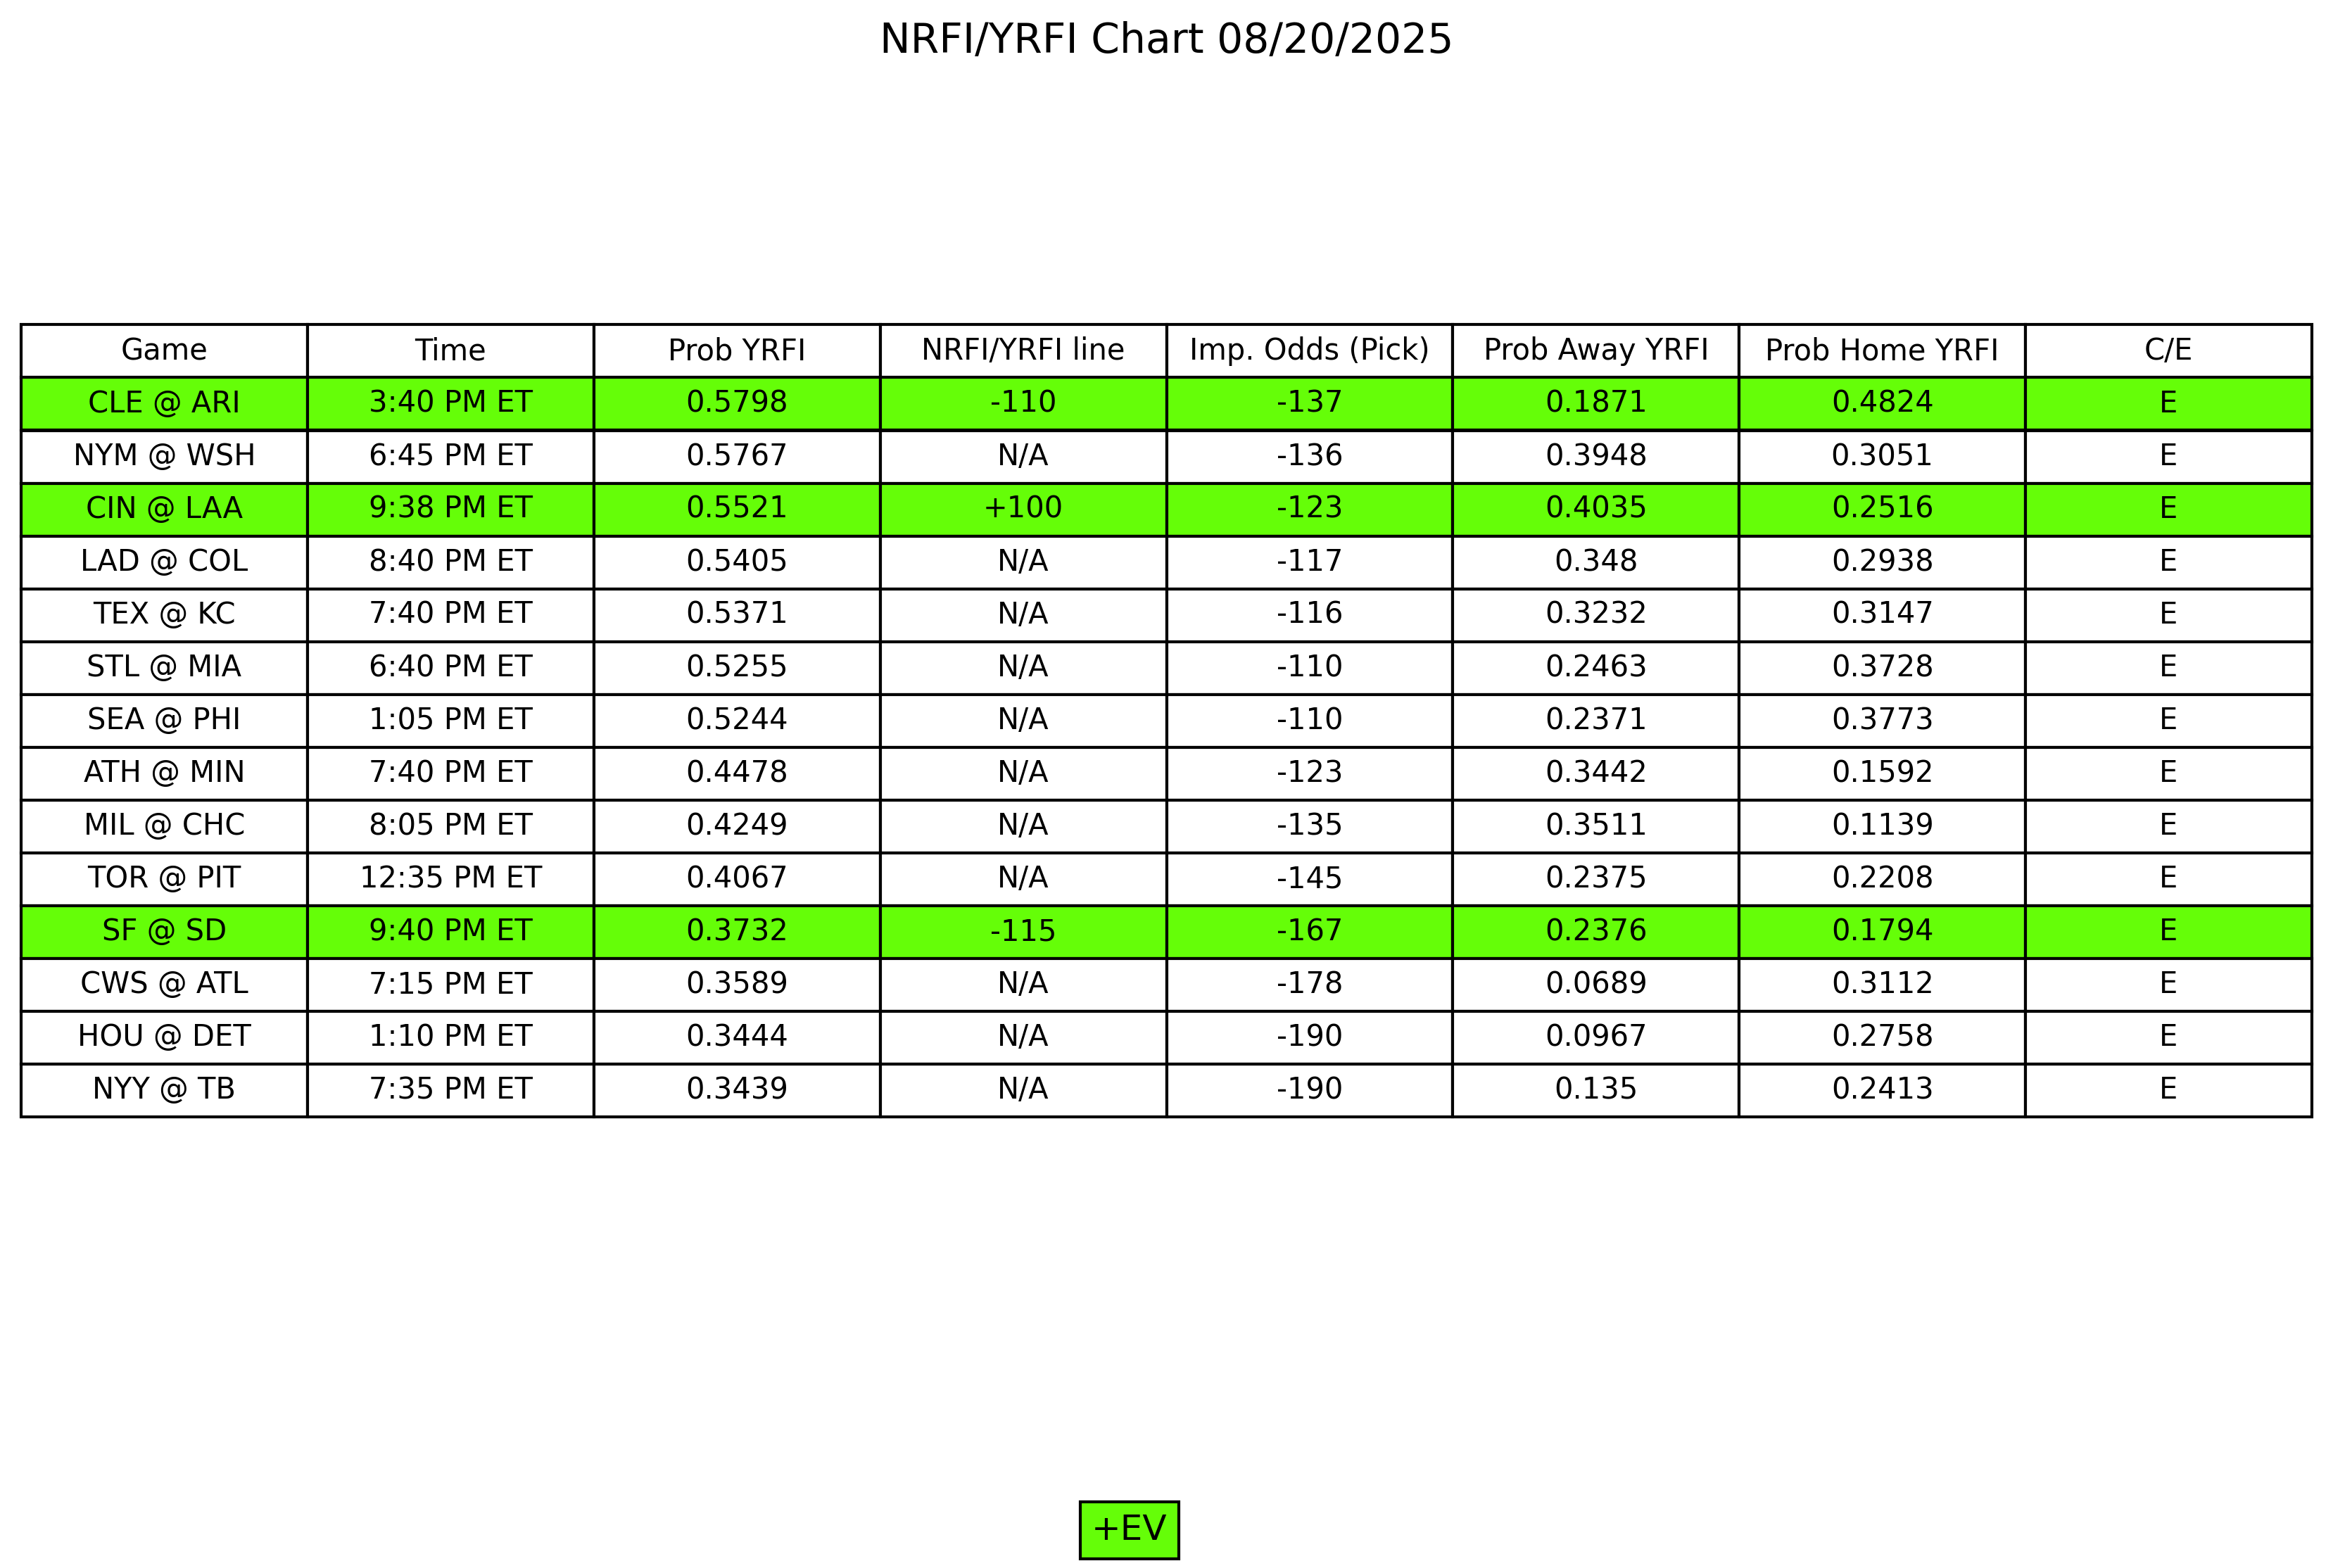 NRFI/YRFI Chart 08/20/2025
Game Time Prob YRFI NRFI/YRFI line Imp. Odds (Pick) Prob Away YRFI Prob Home YRFI C/E
CLE @ ARI 3:40 PM ET 0.5798 -110 -137 0.1871 0.4824 E
NYM @ WSH 6:45 PM ET 0.5767 N/A -136 0.3948 0.3051 E
CIN @ LAA 9:38 PM ET 0.5521 +100 -123 0.4035 0.2516 E
LAD @ COL 8:40 PM ET 0.5405 N/A -117 0.348 0.2938 E
TEX @ KC 7:40 PM ET 0.5371 N/A -116 0.3232 0.3147 E
STL @ MIA 6:40 PM ET 0.5255 N/A -110 0.2463 0.3728 E
SEA @ PHI 1:05 PM ET 0.5244 N/A -110 0.2371 0.3773 E
ATH @ MIN 7:40 PM ET 0.4478 N/A -123 0.3442 0.1592 E
MIL @ CHC 8:05 PM ET 0.4249 N/A -135 0.3511 0.1139 E
TOR @ PIT 12:35 PM ET 0.4067 N/A -145 0.2375 0.2208 E
SF @ SD 9:40 PM ET 0.3732 -115 -167 0.2376 0.1794 E
CWS @ ATL 7:15 PM ET 0.3589 N/A -178 0.0689 0.3112 E
HOU @ DET 1:10 PM ET 0.3444 N/A -190 0.0967 0.2758 E
NYY @ TB 7:35 PM ET 0.3439 N/A -190 0.135 0.2413 E
+EV